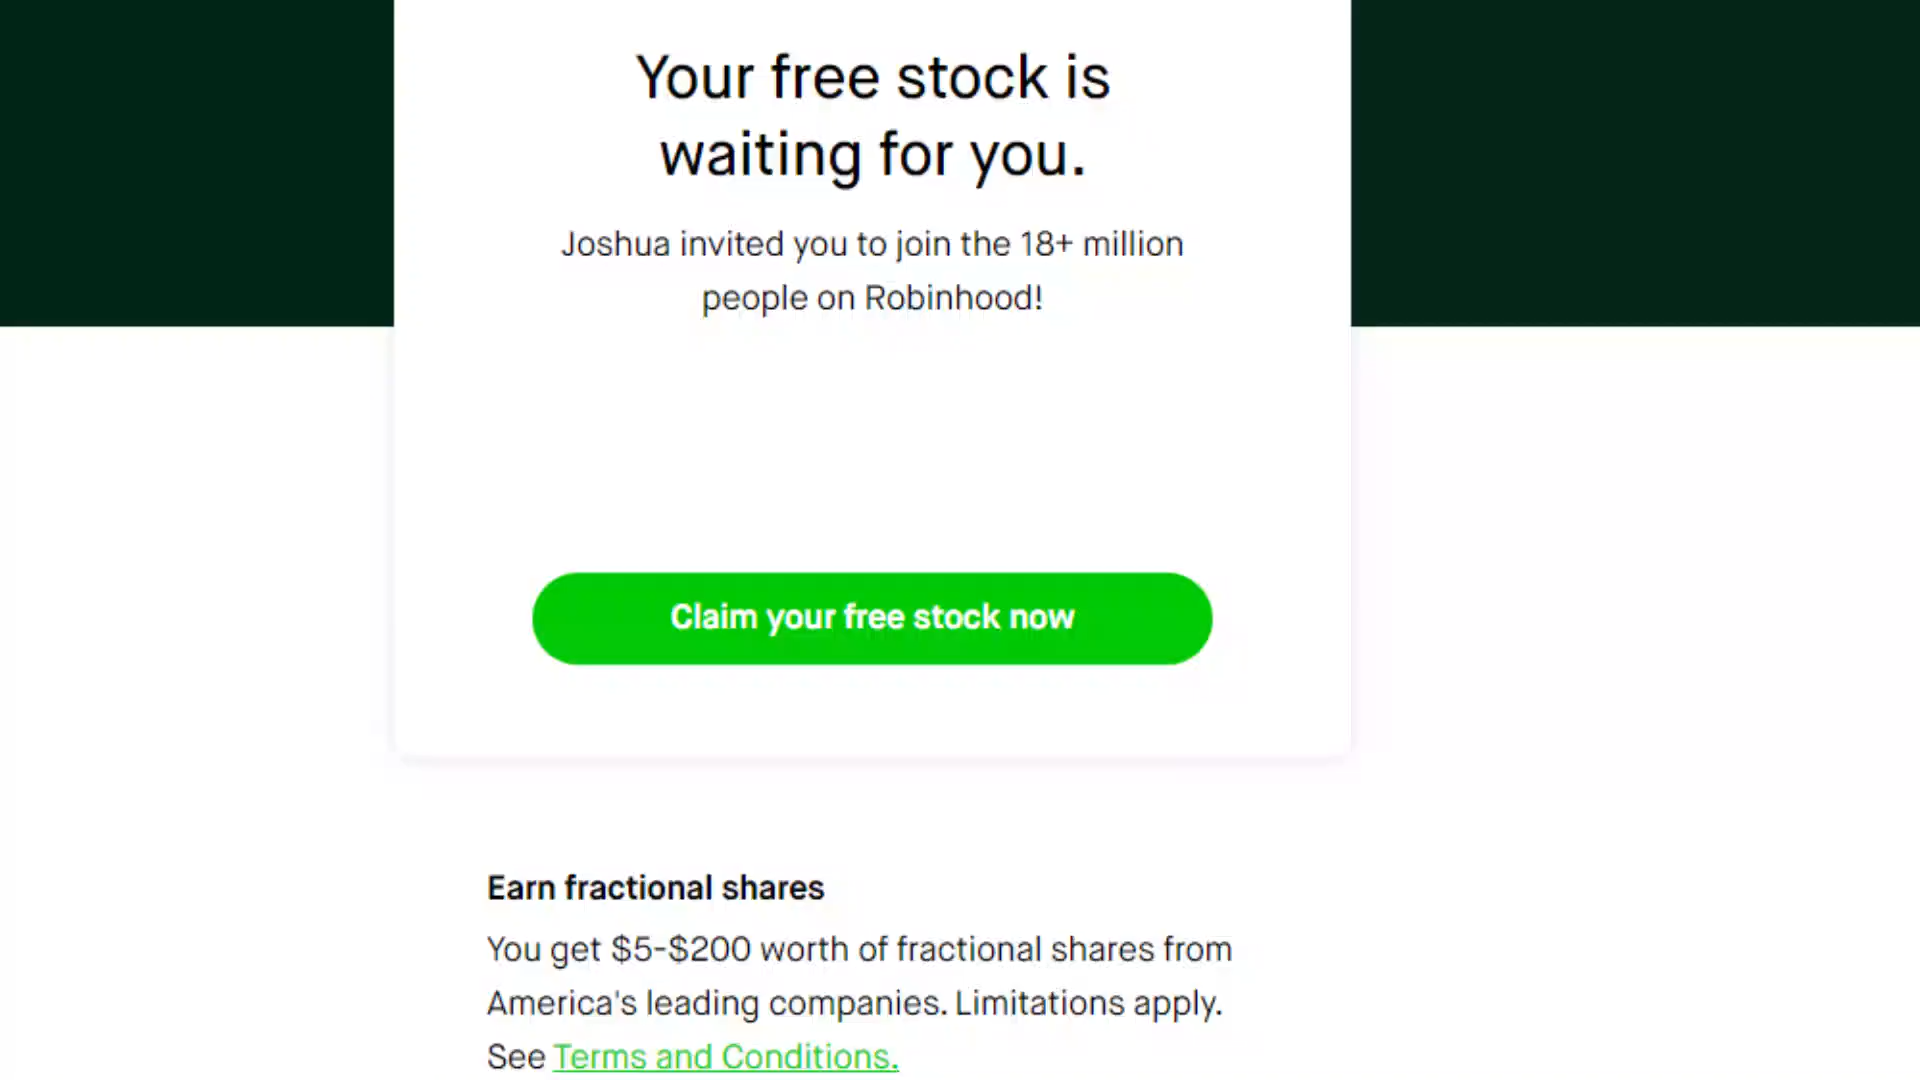 Your free stock is
waiting for you.
Joshua invited you to join the 18+ million
people on Robinhood!
Claim your free stock now
Earn fractional shares
You get $5-$200 worth of fractional shares from
America's leading companies. Limitations apply.
See Terms and Conditions.